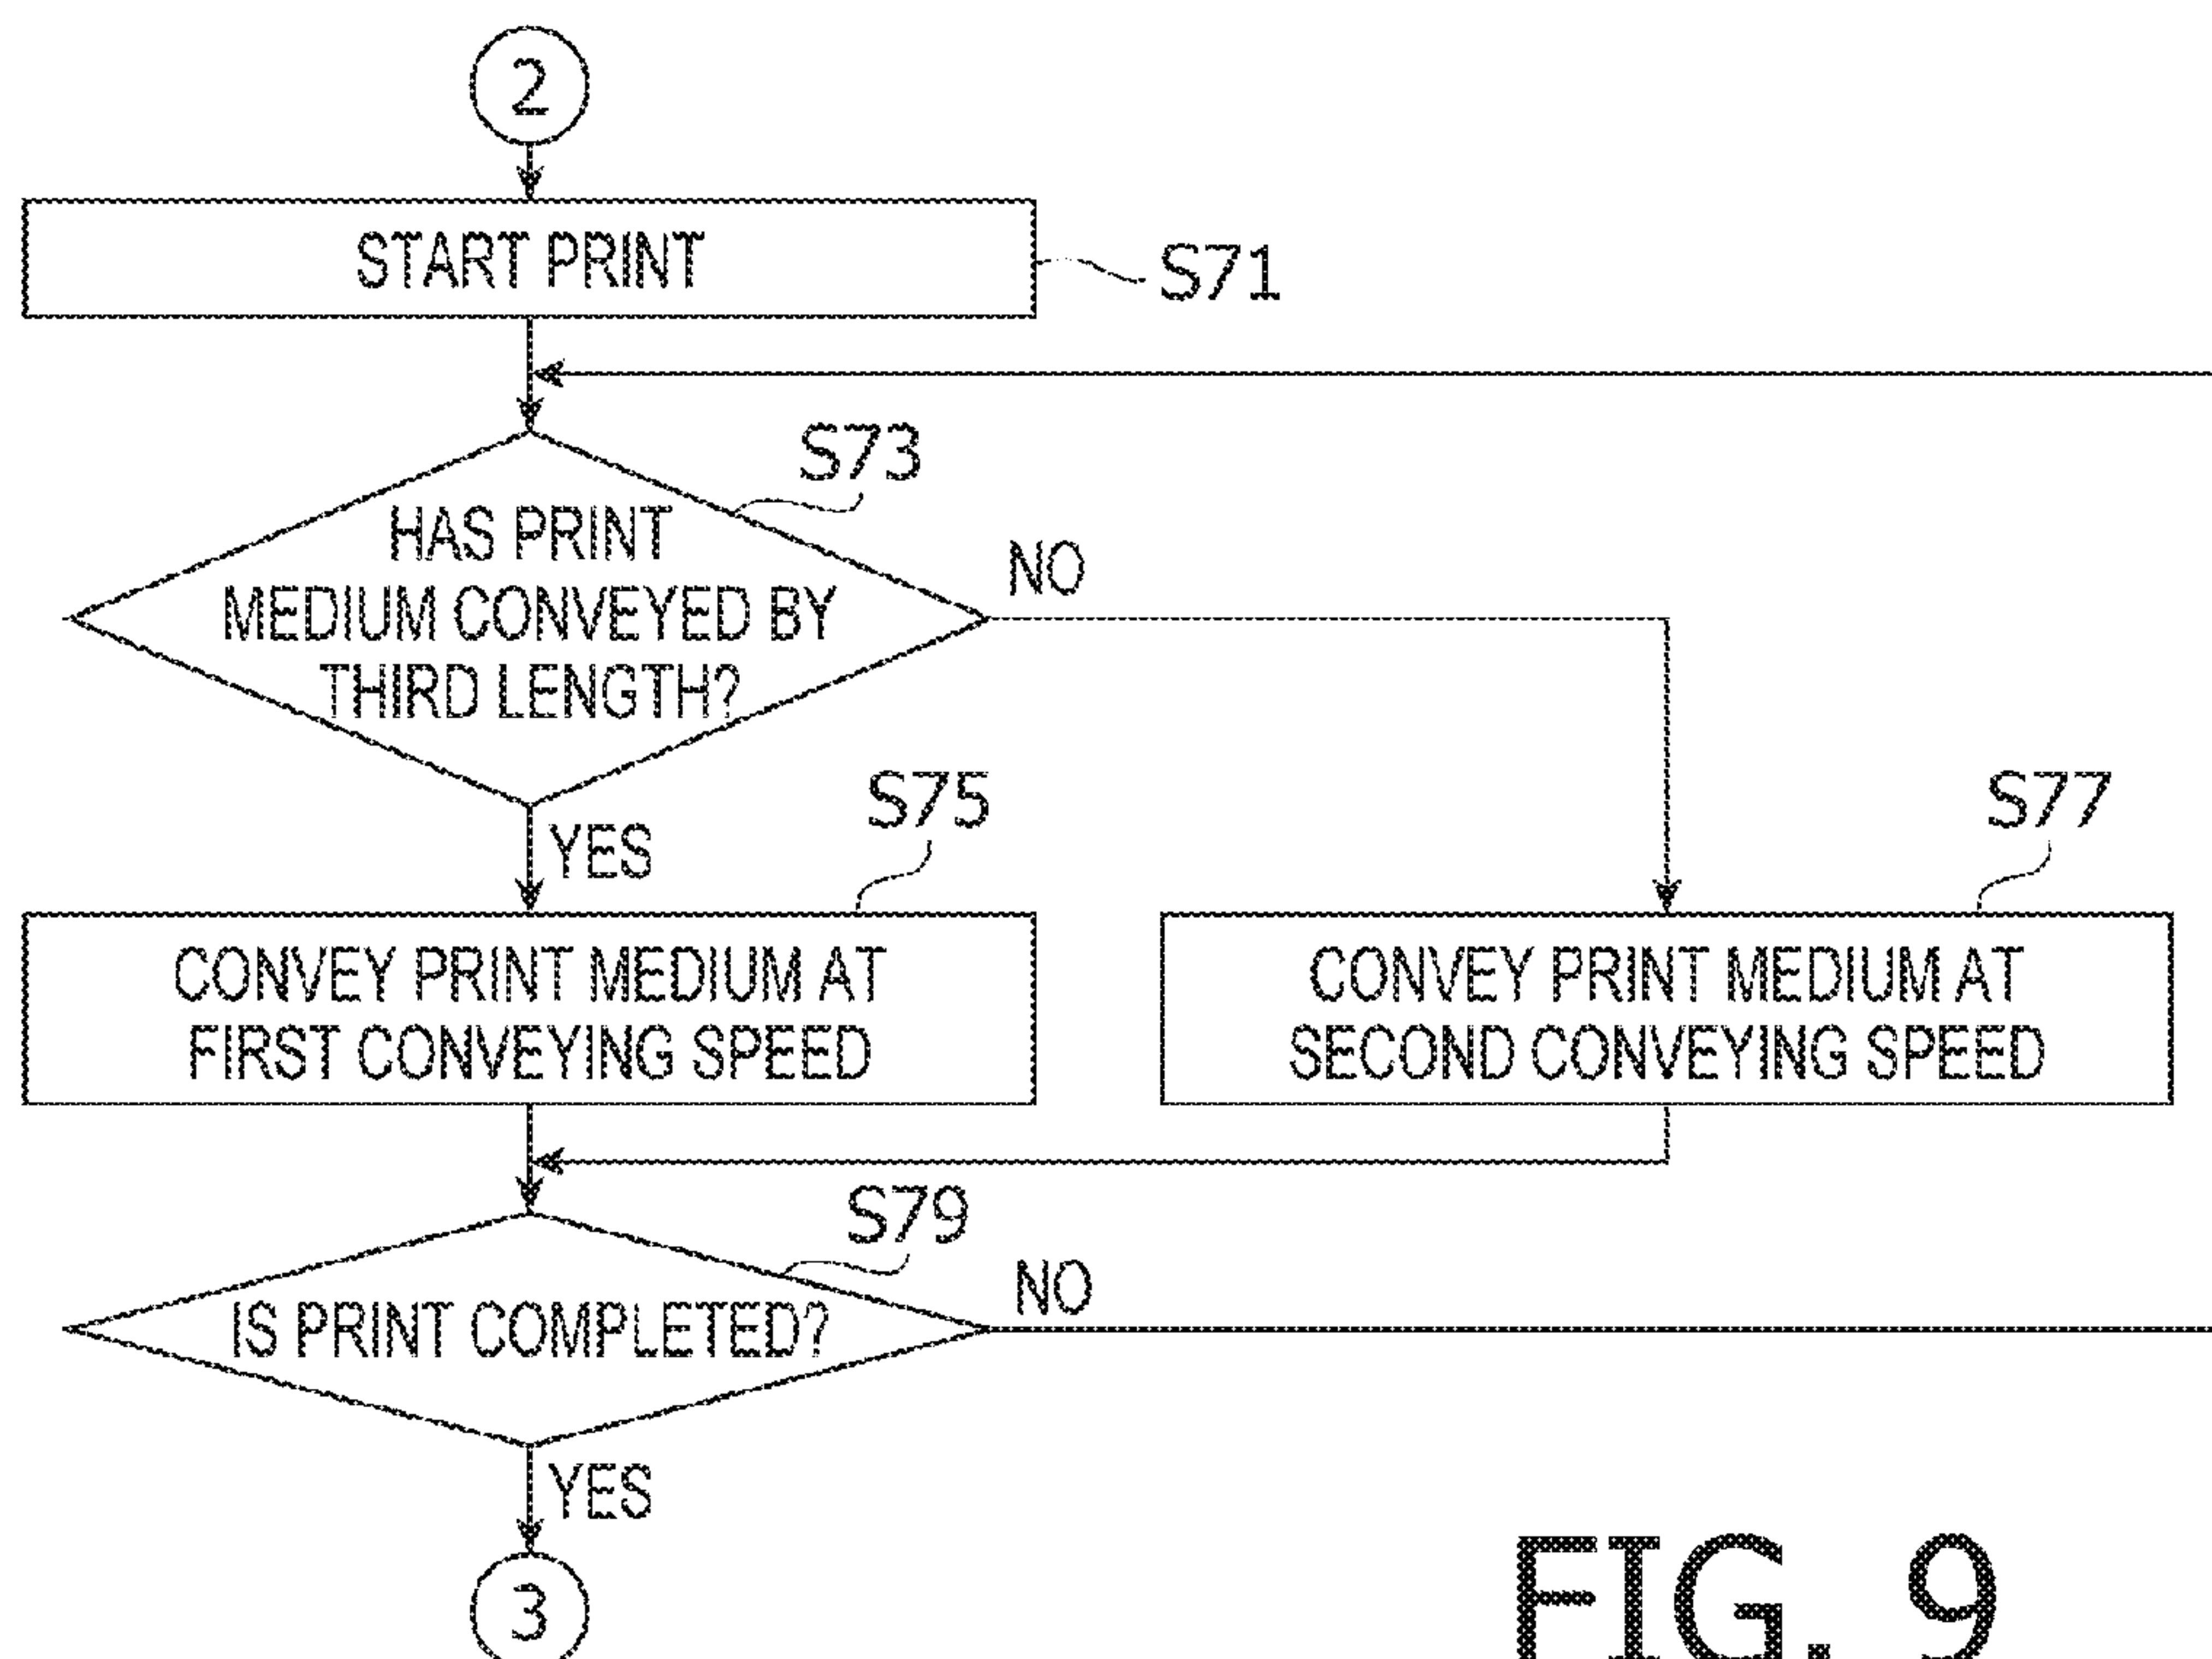 2
START PRINT
S71
S73
HAS PRINT
MEDIUM CONVEYED BY
THIRD LENGTH?
NO
YES
S75
S77
CONVEY PRINT MEDIUM AT
FIRST CONVEYING SPEED
CONVEY PRINT MEDIUM AT
SECOND CONVEYING SPEED
S79
IS PRINT COMPLETED?
NO
YES
3
FIG. 9